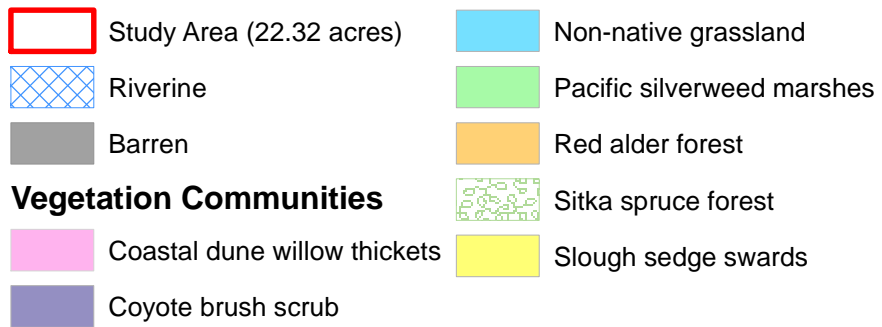 Study Area (22.32 acres)
Riverine
Barren
Vegetation Communities
Coastal dune willow thickets
Coyote brush scrub
Non-native grassland
Pacific silverweed marshes
Red alder forest
Sitka spruce forest
Slough sedge swards